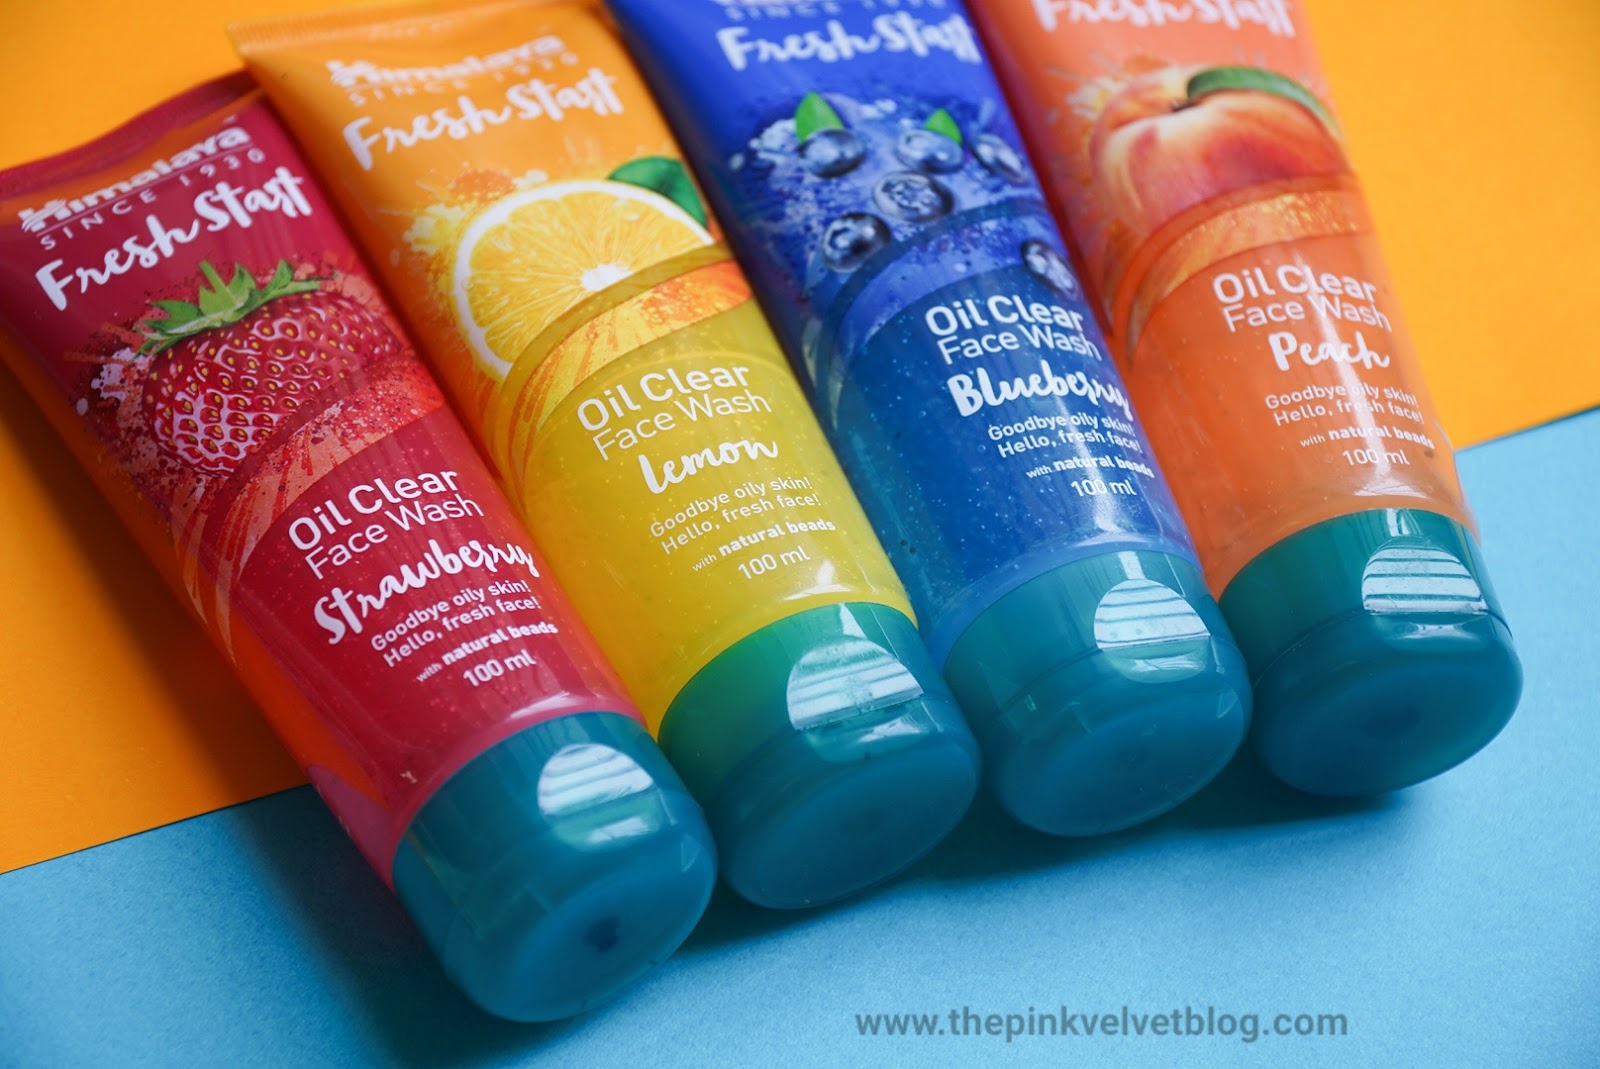 Himalaya
SINCE 1930
Fresh Start
Oil Clear
Face Wash
Strawberry
Goodbye oily skin!
Hello, fresh face!
with natural beads
100 ml
Himalaya
SINCE 1930
Fresh Start
Oil Clear
Face Wash
lemon
Goodbye oily skin!
Hello, fresh face!
with natural beads
100 ml
SINCE 1930
Fresh Start
Oil Clear
Face Wash
Blueberry
Goodbye oily skin!
Hello, fresh face!
with natural beads
100 ml
Fresh Start
Oil Clear
Face Wash
Peach
Goodbye oily skin!
Hello, fresh face!
with natural beads
100 ml
www.thepinkvelvetblog.com